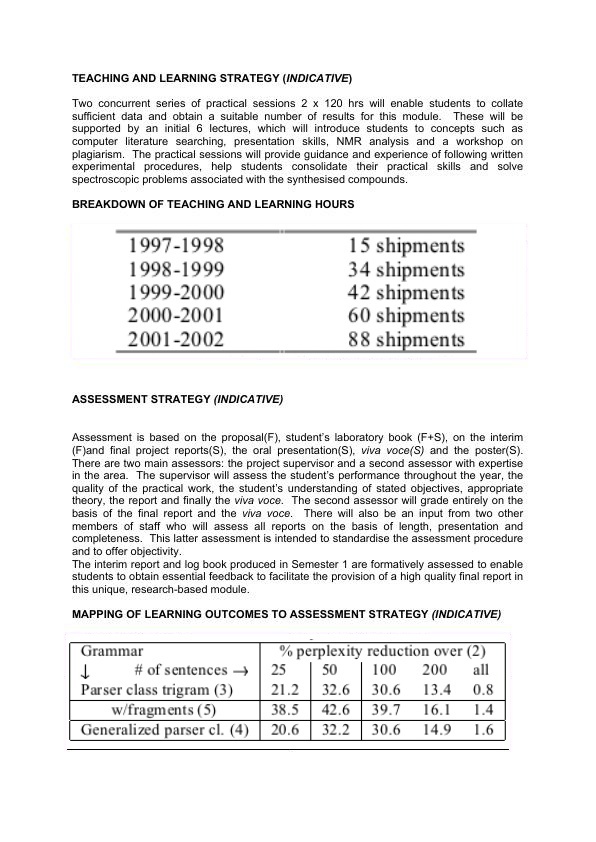 TEACHING AND LEARNING STRATEGY (INDICATIVE)
Two concurrent series of practical sessions 2 x 120 hrs will enable students to collate
sufficient data and obtain a suitable number of results for this module. These will be
supported by an initial 6 lectures, which will introduce students to concepts such as
computer literature searching, presentation skills, NMR analysis and a workshop on
plagiarism. The practical sessions will provide guidance and experience of following written
experimental procedures, help students consolidate their practical skills and solve
spectroscopic problems associated with the synthesised compounds.
BREAKDOWN OF TEACHING AND LEARNING HOURS
1997-1998 15 shipments
1998-1999 34 shipments
1999-2000 42 shipments
2000-2001 60 shipments
2001-2002 88 shipments
ASSESSMENT STRATEGY (INDICATIVE)
Assessment is based on the proposal(F), student's laboratory book (F+S), on the interim
(F)and final project reports(S), the oral presentation(S), viva voce(S) and the poster(S).
There are two main assessors: the project supervisor and a second assessor with expertise
in the area. The supervisor will assess the student's performance throughout the year, the
quality of the practical work, the student's understanding of stated objectives, appropriate
theory, the report and finally the viva voce. The second assessor will grade entirely on the
basis of the final report and the viva voce. There will also be an input from two other
members of staff who will assess all reports on the basis of length, presentation and
completeness. This latter assessment is intended to standardise the assessment procedure
and to offer objectivity.
The interim report and log book produced in Semester 1 are formatively assessed to enable
students to obtain essential feedback to facilitate the provision of a high quality final report in
this unique, research-based module.
MAPPING OF LEARNING OUTCOMES TO ASSESSMENT STRATEGY (INDICATIVE)
Grammar % perplexity reduction over (2)
↓ # of sentences → 25 50 100 200 all
Parser class trigram (3) 21.2 32.6 30.6 13.4 0.8
w/fragments (5) 38.5 42.6 39.7 16.1 1.4
Generalized parser cl. (4) 20.6 32.2 30.6 14.9 1.6